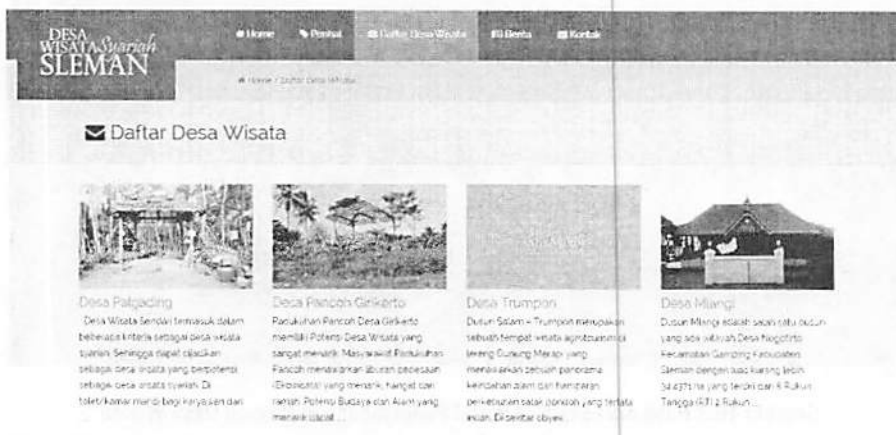 DESA
WISATA Syariah
SLEMAN
Home Daftar Desa Wisata Berita Kontak
Home / Daftar Desa Wisata
Daftar Desa Wisata
Desa Palgading
Desa Wisata Sendari termasuk dalam
beberapa kriteria sebagai desa wisata
syariah. Sehingga dapat dijadikan
sebagai desa wisata yang berpotensi
sebagai desa wisata syariah. Di
toilet/kamar mandi bagi karyawan dan
Desa Pancoh Girikerto
Padukuhan Pancoh Desa Girikerto
memiliki Potensi Desa Wisata yang
sangat menarik. Masyarakat Padukuhan
Pancoh menawarkan liburan pedesaan
(Ekowisata) yang menarik, hangat dan
ramah. Potensi Budaya dan Alam yang
menarik dapat ...
Desa Trumpon
Dusun Salam – Trumpon merupakan
sebuah tempat wisata agrotourism di
lereng Gunung Merapi yang
menawarkan sebuah panorama
keindahan alam dan hamparan
perkebunan salak pondoh yang tertata
indah. Di sekitar obyek ...
Desa Mlangi
Dusun Mlangi adalah salah satu dusun
yang ada wilayah Desa Nogotirto
Kecamatan Gamping Kabupaten
Sleman dengan luas kurang lebih
34.4371 ha yang terdiri dari 8 Rukun
Tangga (RT) 2 Rukun ...